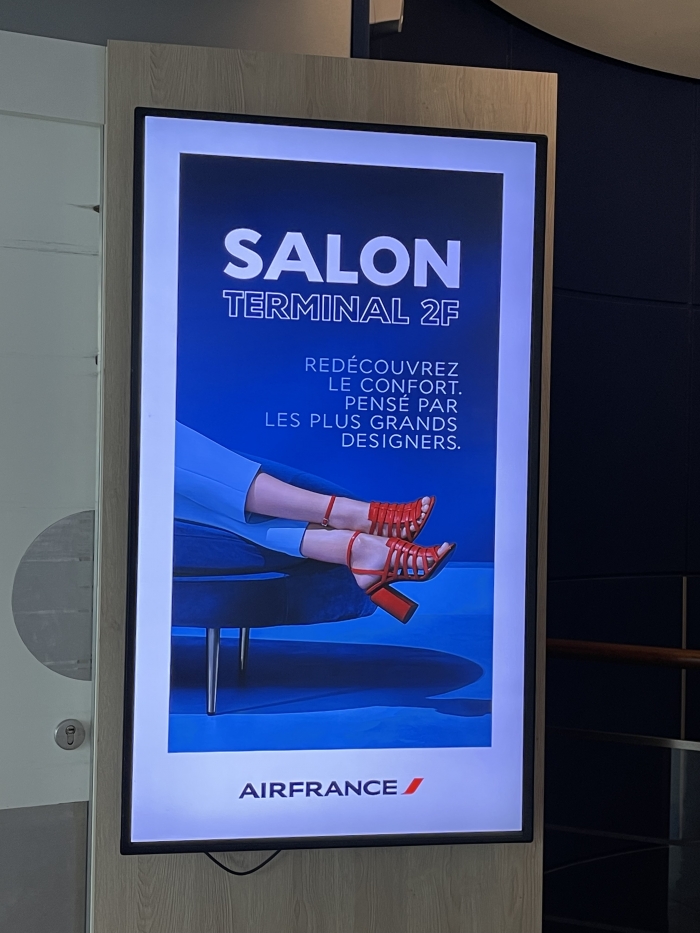 SALON
TERMINAL 2F
REDÉCOUVREZ
LE CONFORT.
PENSÉ PAR
LES PLUS GRANDS
DESIGNERS.
AIRFRANCE